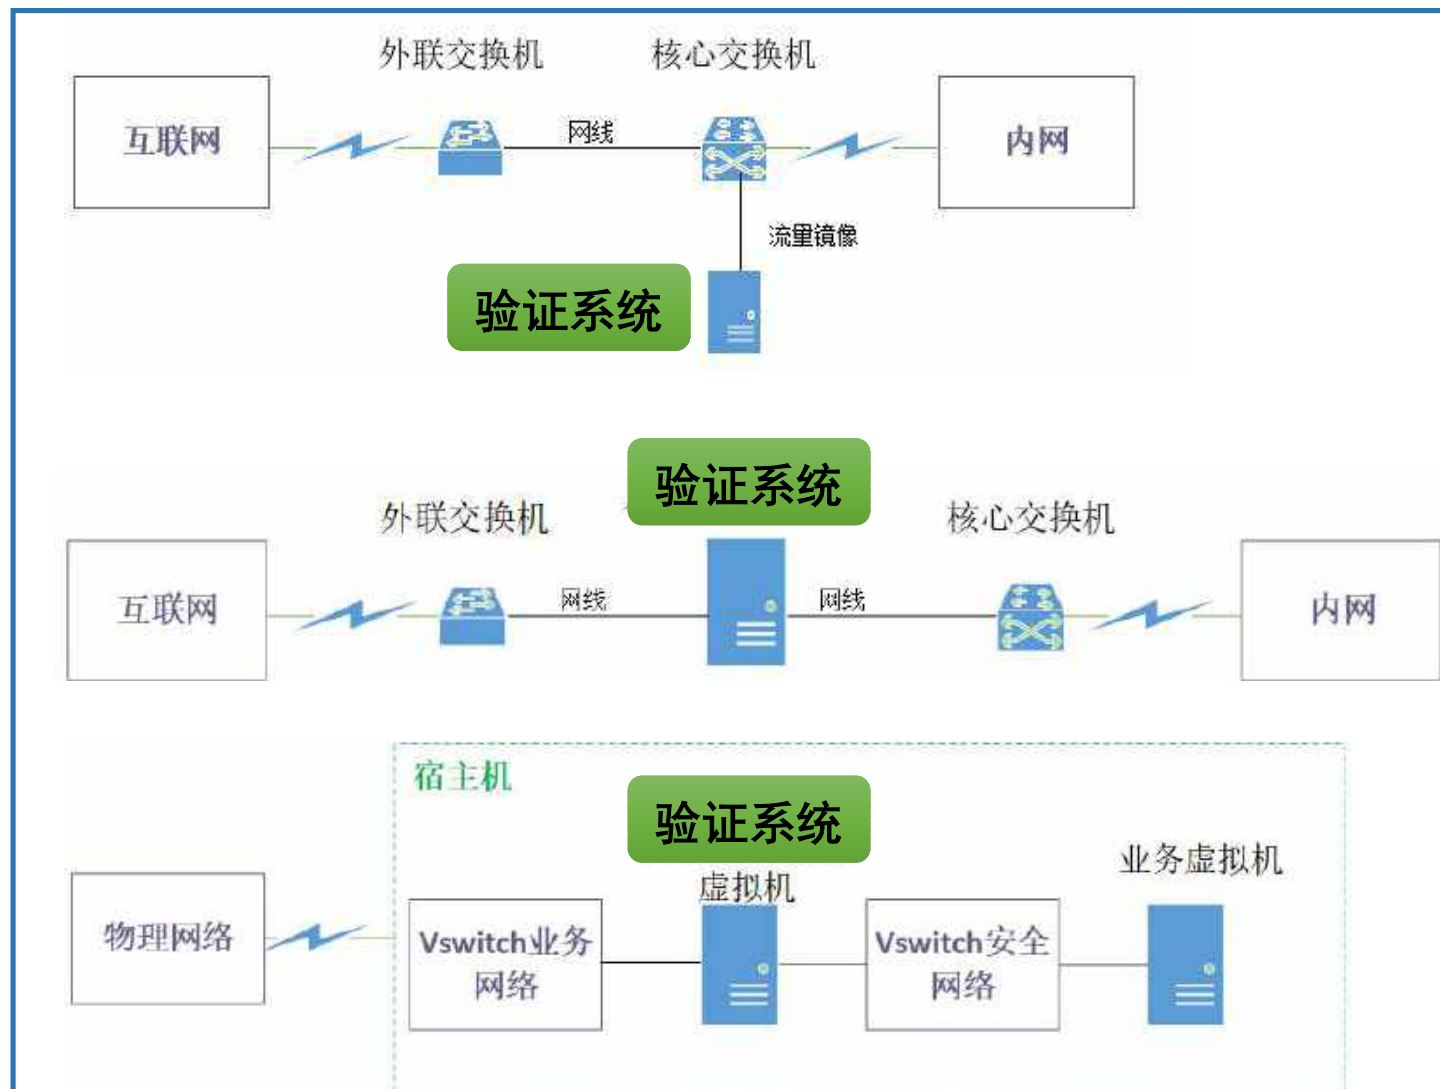 外联交换机
核心交换机
互联网
网线
内网
流量镜像
验证系统
验证系统
外联交换机
核心交换机
互联网
网线
网线
内网
宿主机
验证系统
虚拟机
业务虚拟机
物理网络
Vswitch业务
网络
Vswitch安全
网络